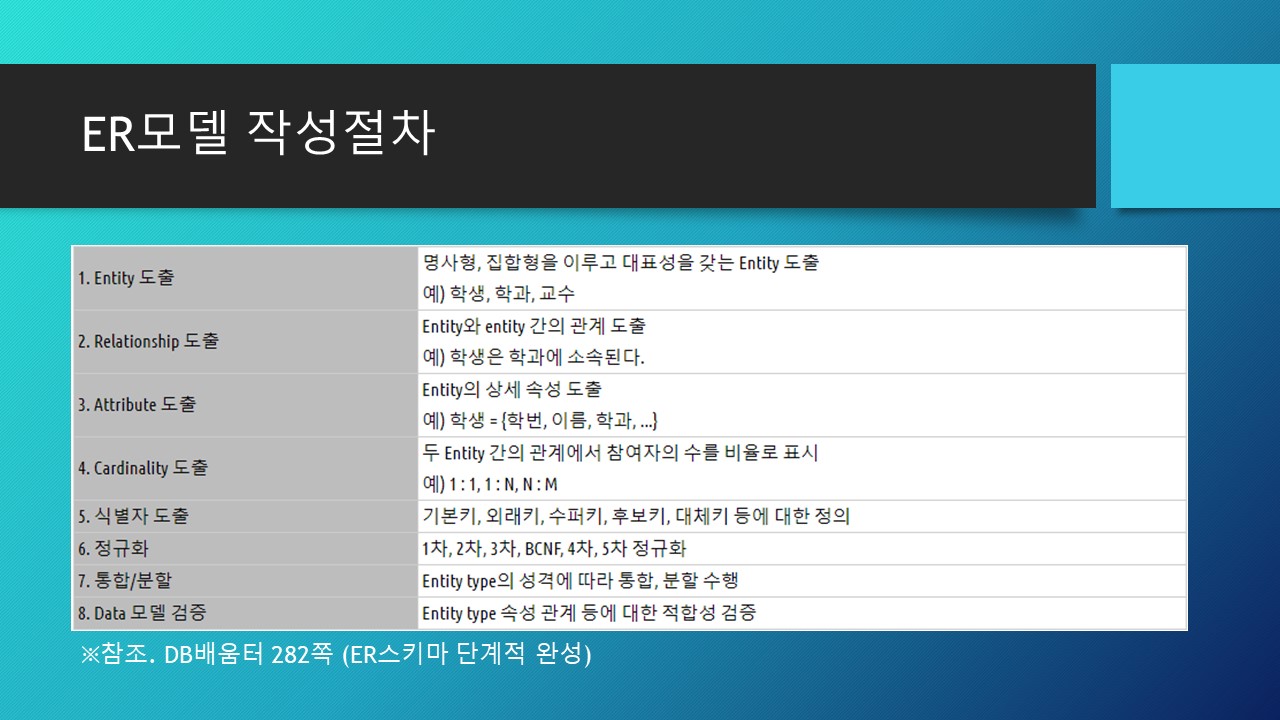 ER모델 작성절차
1. Entity 도출
명사형, 집합형을 이루고 대표성을 갖는 Entity 도출
예) 학생, 학과, 교수
2. Relationship 도출
Entity와 entity 간의 관계 도출
예) 학생은 학과에 소속된다.
3. Attribute 도출
Entity의 상세 속성 도출
예) 학생 = {학번, 이름, 학과, ...}
4. Cardinality 도출
두 Entity 간의 관계에서 참여자의 수를 비율로 표시
예) 1 : 1, 1 : N, N : M
5. 식별자 도출
기본키, 외래키, 수퍼키, 후보키, 대체키 등에 대한 정의
6. 정규화
1차, 2차, 3차, BCNF, 4차, 5차 정규화
7. 통합/분할
Entity type의 성격에 따라 통합, 분할 수행
8. Data 모델 검증
Entity type 속성 관계 등에 대한 적합성 검증
※참조. DB배움터 282쪽 (ER스키마 단계적 완성)